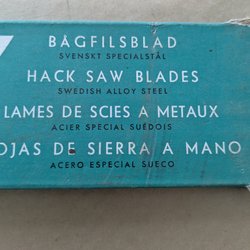 BÅGFILSBLAD
SVENSKT SPECIALSTÅL
HACK SAW BLADES
SWEDISH ALLOY STEEL
LAMES DE SCIES A METAUX
ACIER SPECIAL SUÉDOIS
OJAS DE SIERRA A MANO
ACERO ESPECIAL SUECO